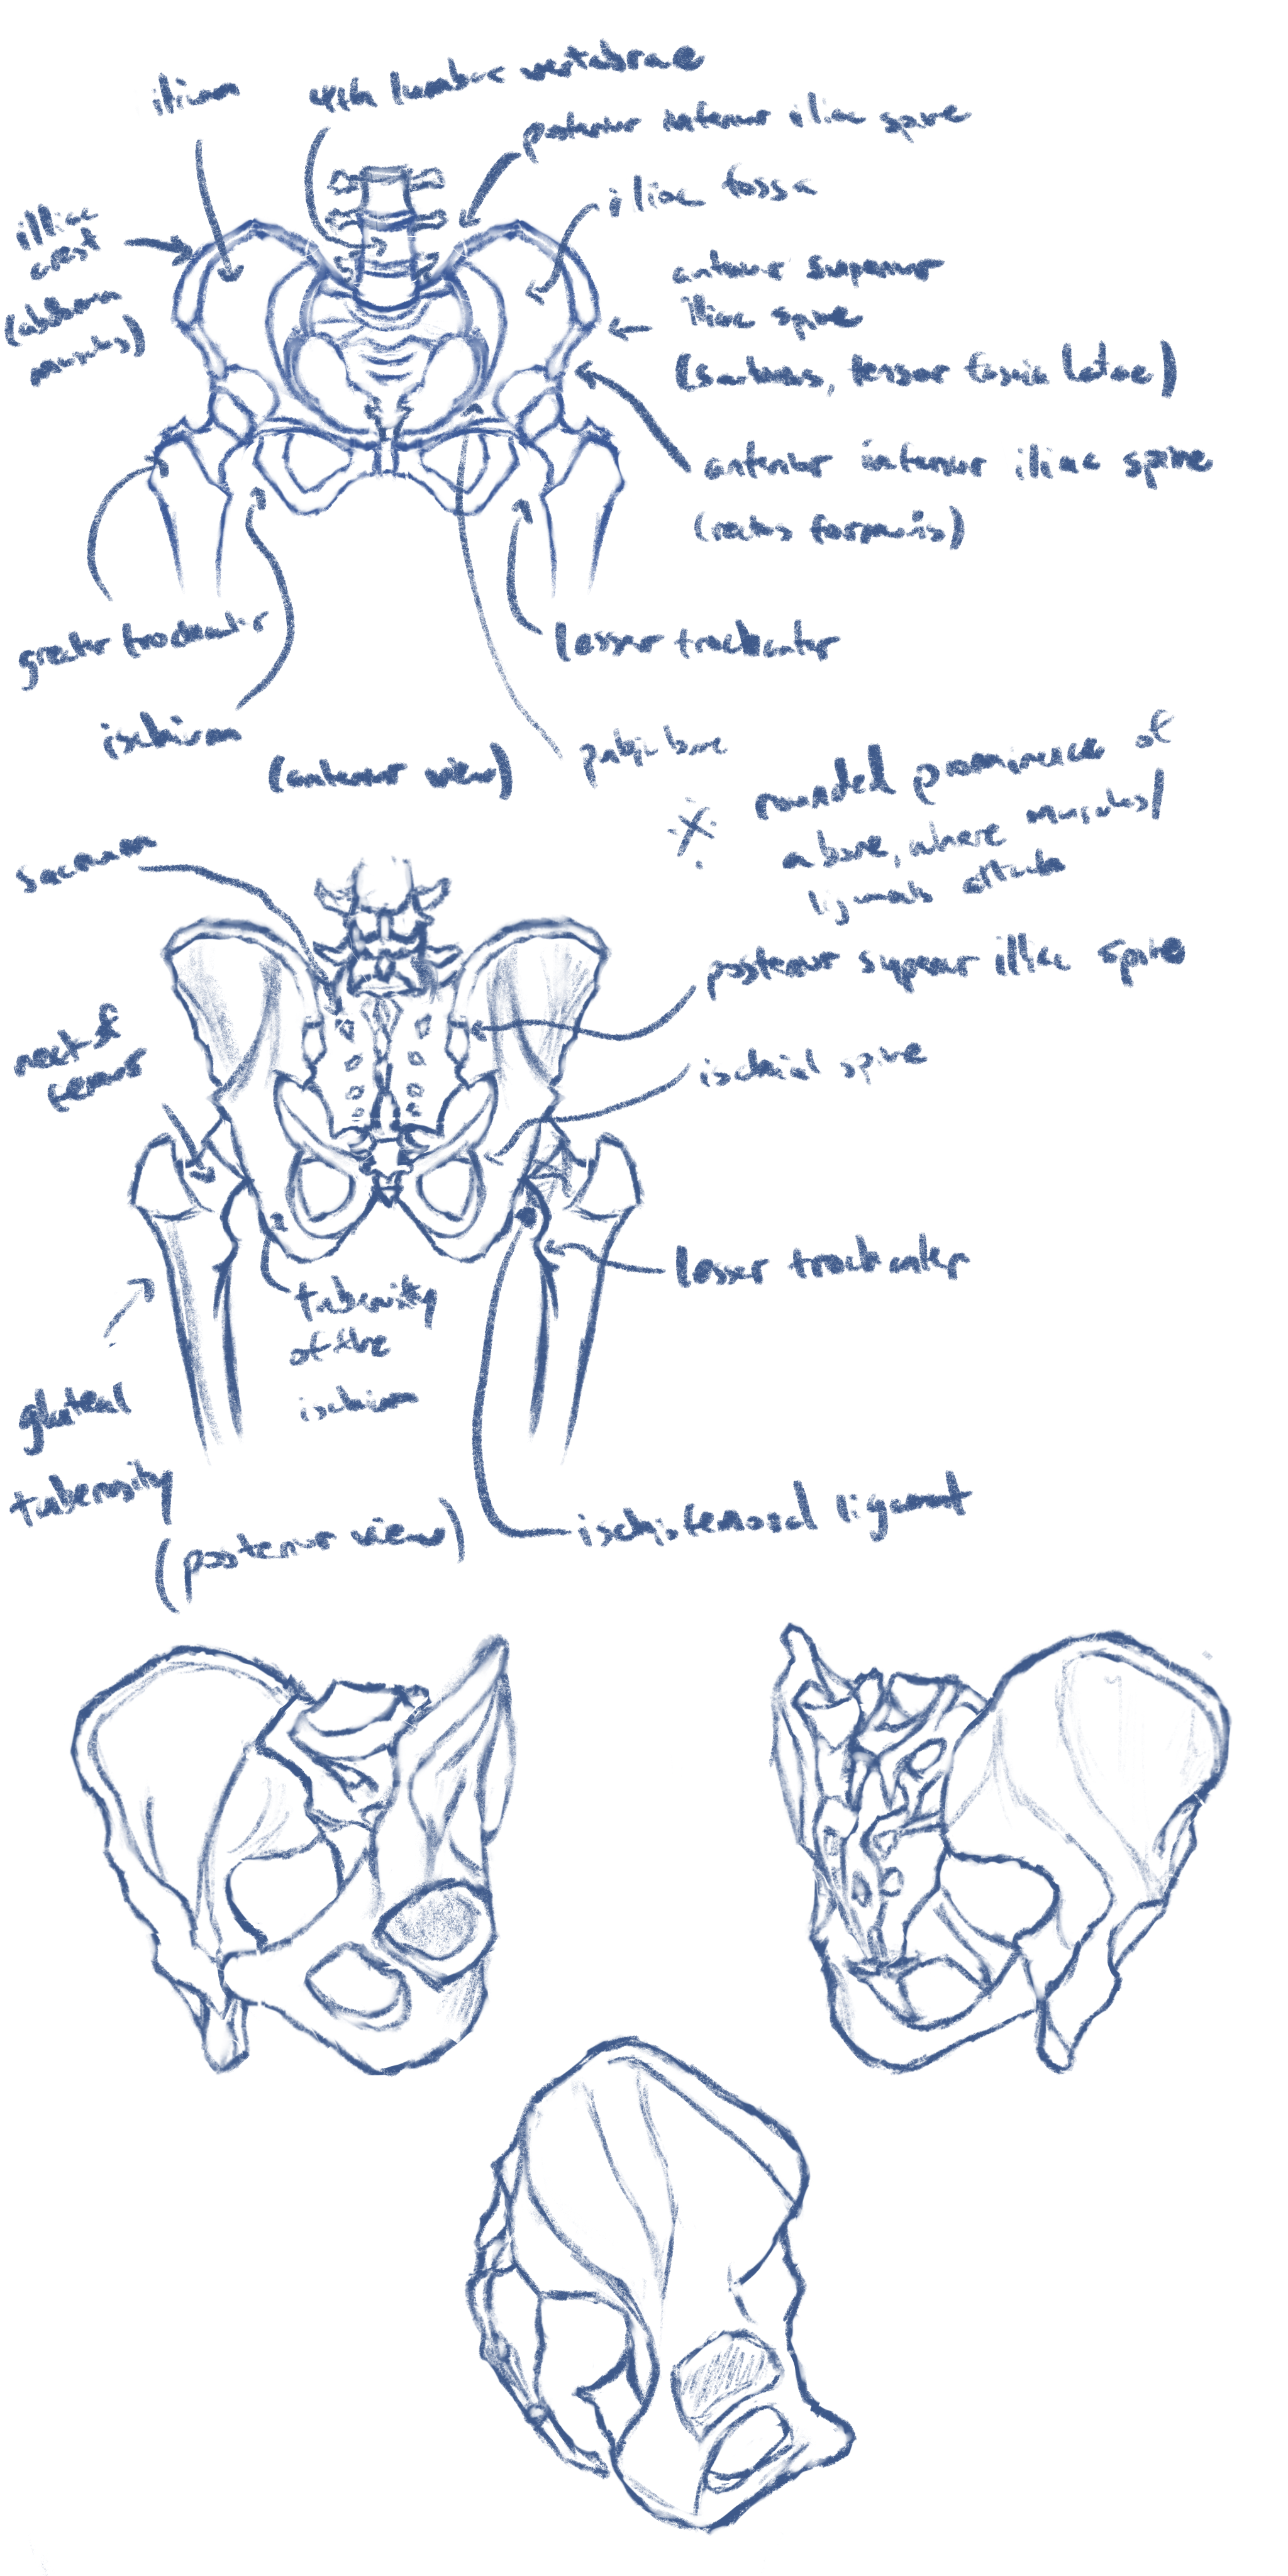 ilium
4th lumbar vertabrae
posterior inferior iliac spine
iliac fossa
illiac
crest
(abdomen
muscles)
anterior superior
iliac spine
(sartorius, tensor fascia latae)
anterior inferior iliac spine
(rectus formoris)
greater trochanter
lesser trochanter
ischium
(anterior view)
pubic bone
rounded prominence of
a bone, where muscles/
ligaments attach
sacrum
posterior superior illiac spine
neck of
femur
ischial spine
lesser trochanter
tuberosity
of the
ischium
gluteal
tuberosity
(posterior view)
ischiofemoral ligament